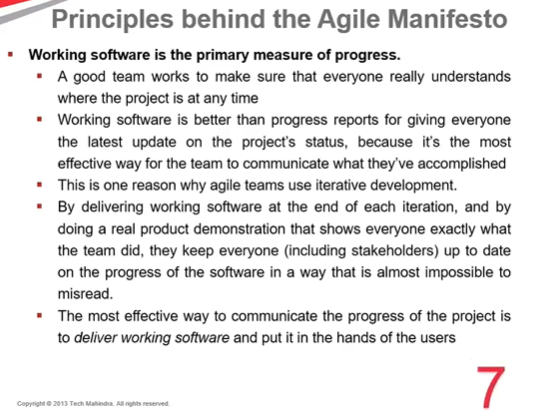 Principles behind the Agile Manifesto
Working software is the primary measure of progress.
A good team works to make sure that everyone really understands
where the project is at any time
Working software is better than progress reports for giving everyone
the latest update on the project's status, because it's the most
effective way for the team to communicate what they've accomplished
This is one reason why agile teams use iterative development.
By delivering working software at the end of each iteration, and by
doing a real product demonstration that shows everyone exactly what
the team did, they keep everyone (including stakeholders) up to date
on the progress of the software in a way that is almost impossible to
misread.
The most effective way to communicate the progress of the project is
to deliver working software and put it in the hands of the users
Copyright © 2013 Tech Mahindra. All rights reserved.
7